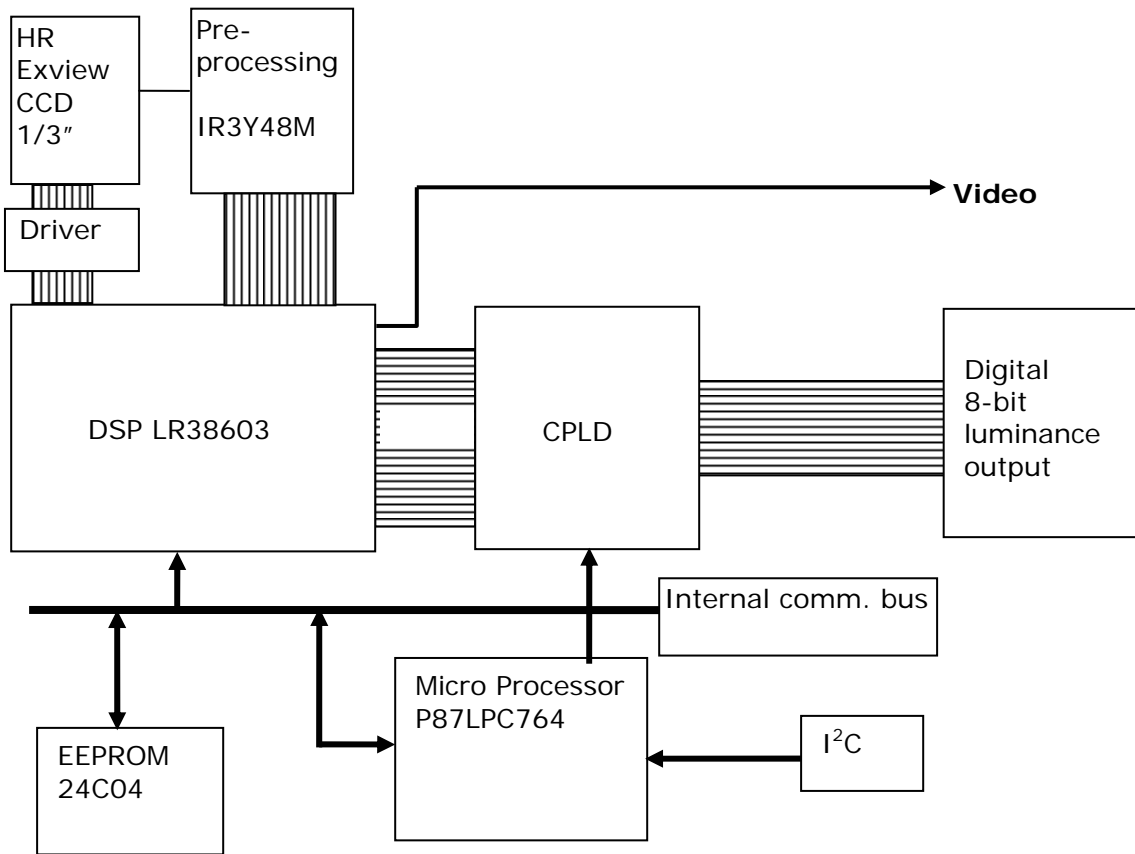 HR
Exview
CCD
1/3"
Pre-
processing
IR3Y48M
Driver
Video
DSP LR38603
CPLD
Digital
8-bit
luminance
output
Internal comm. bus
Micro Processor
P87LPC764
I²C
EEPROM
24C04